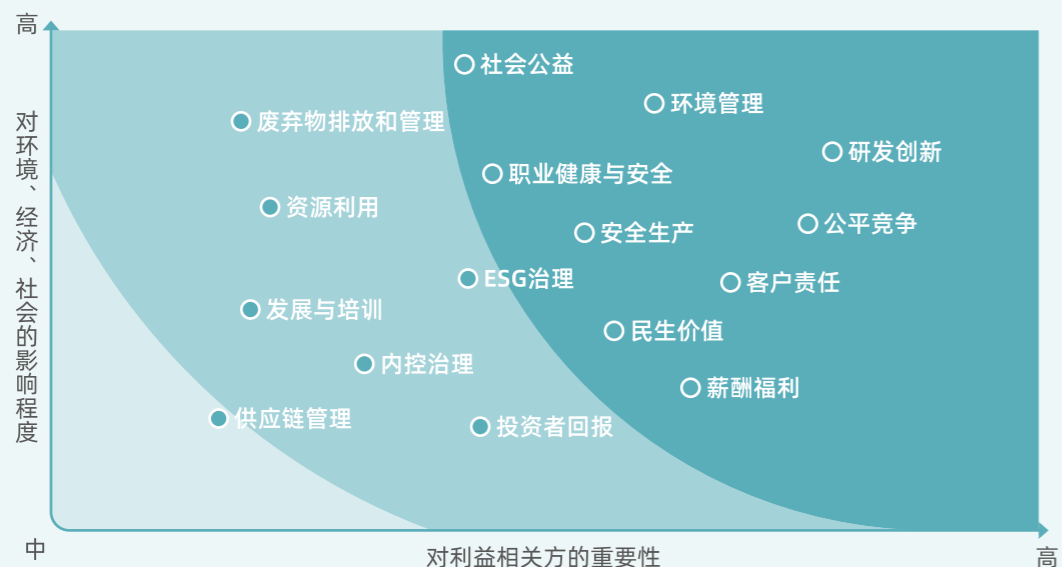 高
对环境、经济、社会的影响程度
社会公益
环境管理
废弃物排放和管理
研发创新
职业健康与安全
资源利用
公平竞争
安全生产
ESG治理
客户责任
发展与培训
民生价值
内控治理
薪酬福利
供应链管理
投资者回报
中
对利益相关方的重要性
高